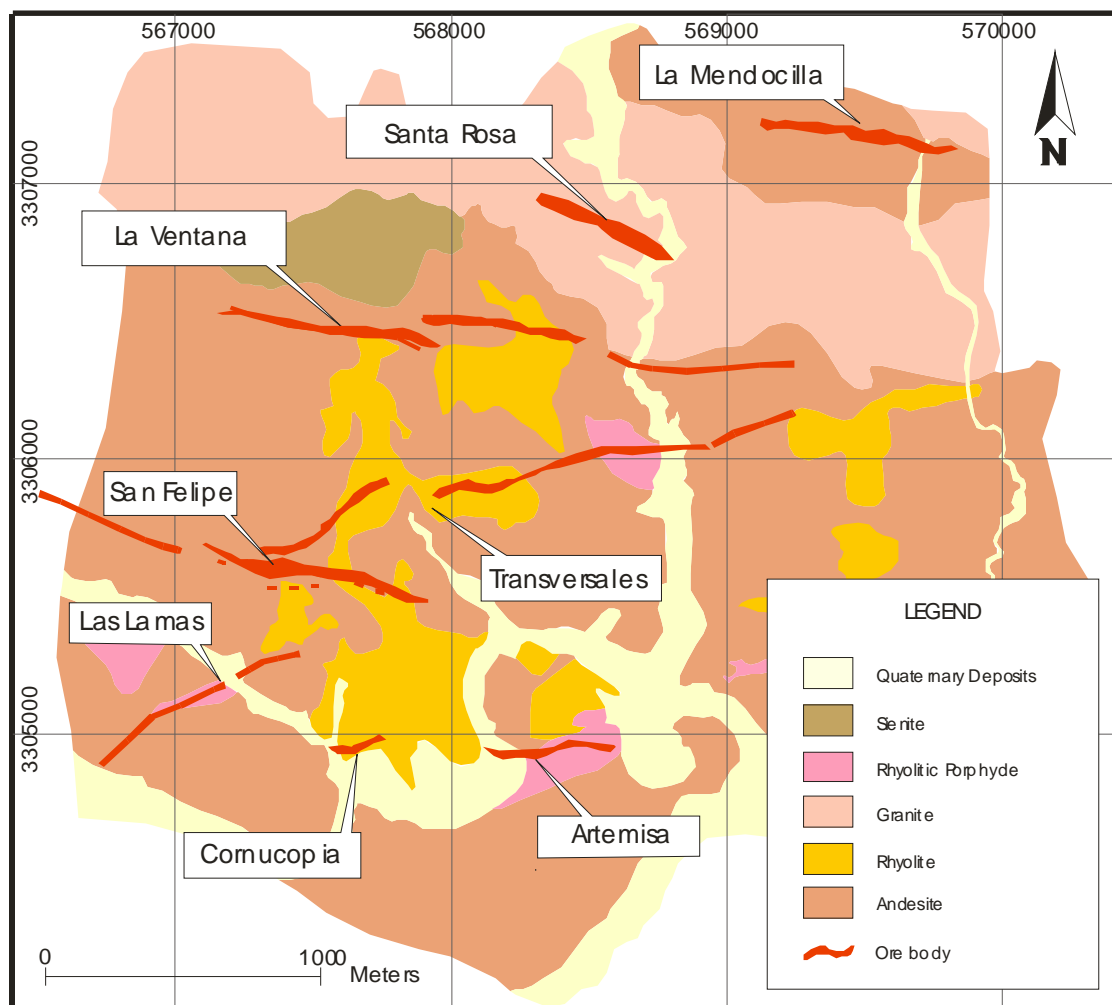 567000
568000
569000
570000
La Mendocilla
Santa Rosa
N
3307000
La Ventana
3306000
San Felipe
Transversales
Las Lamas
LEGEND
Quaternary Deposits
Sienite
Rhyolitic Porphyde
Granite
Rhyolite
Andesite
Ore body
3305000
Artemisa
Cornucopia
0
1000
Meters